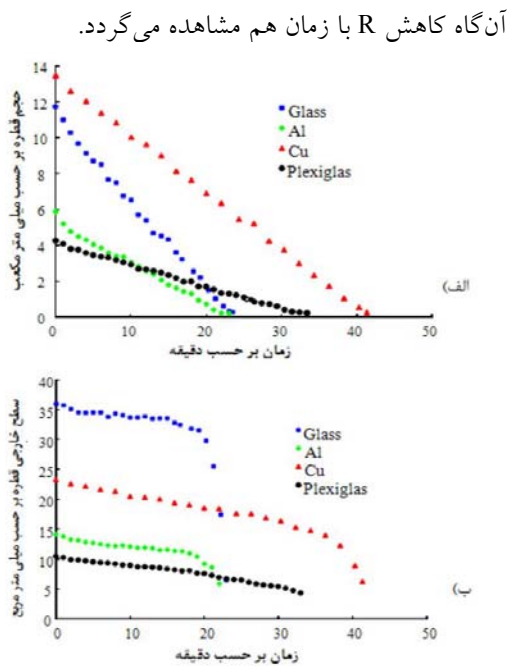 آن‌گاه کاهش R با زمان هم مشاهده می‌گردد.
حجم قطره بر حسب میلی متر مکعب
14
12
10
8
6
4
2
0
Glass
Al
Cu
Plexiglas
0 10 20 30 40 50
زمان بر حسب دقیقه
الف)
سطح خارجی قطره بر حسب میلی متر مربع
40
35
30
25
20
15
10
5
Glass
Al
Cu
Plexiglas
0 10 20 30 40 50
زمان بر حسب دقیقه
ب)